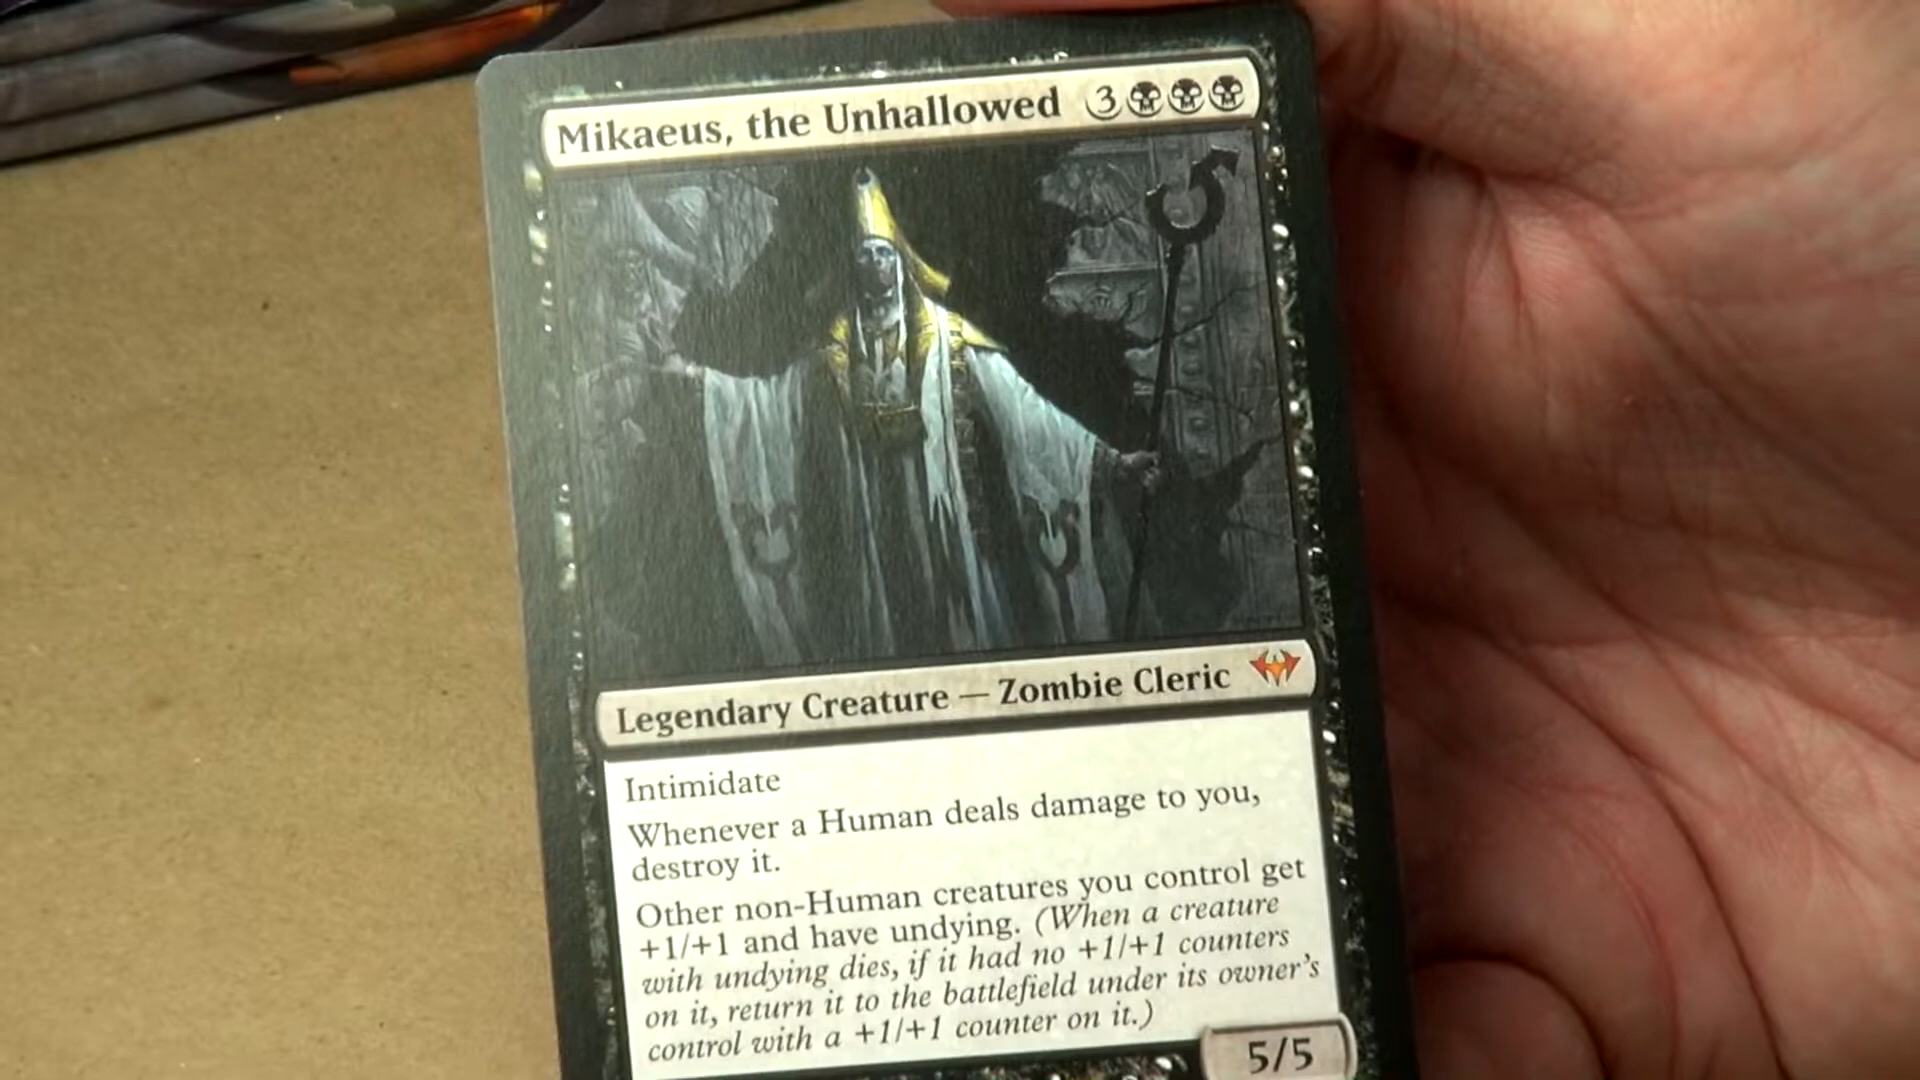 Mikaeus, the Unhallowed 3
Legendary Creature — Zombie Cleric
Intimidate
Whenever a Human deals damage to you,
destroy it.
Other non-Human creatures you control get
+1/+1 and have undying. (When a creature
with undying dies, if it had no +1/+1 counters
on it, return it to the battlefield under its owner's
control with a +1/+1 counter on it.)
5/5